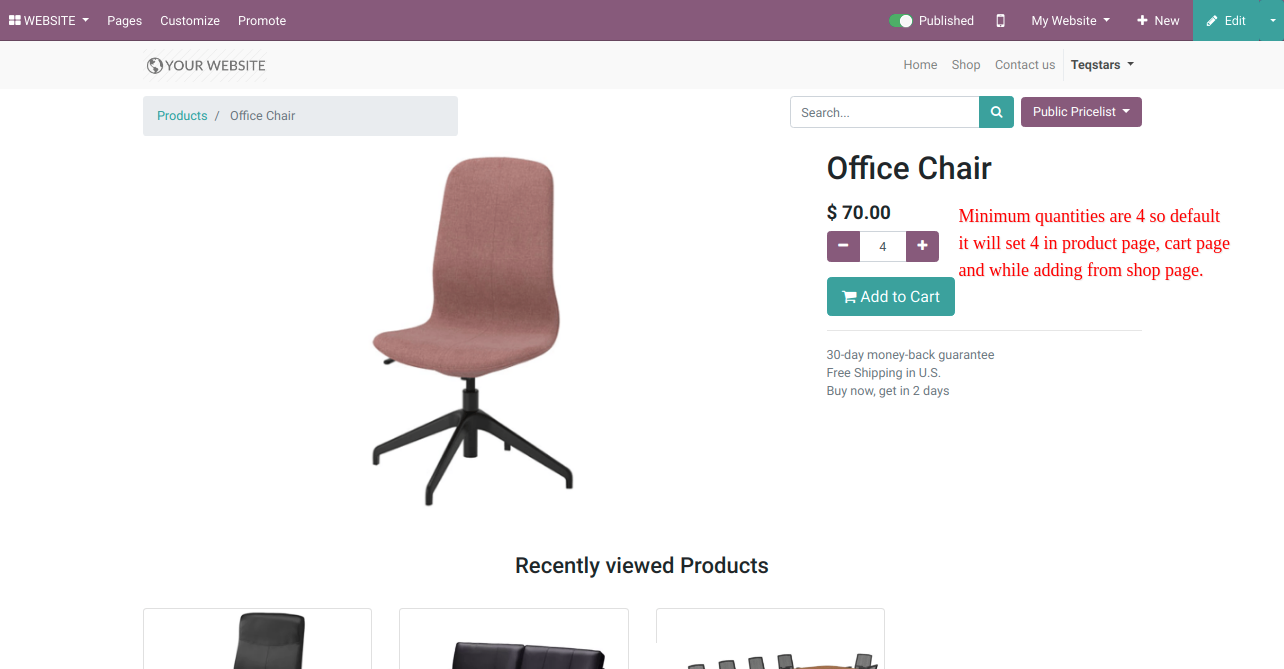 WEBSITE Pages Customize Promote Published My Website New Edit
YOUR WEBSITE Home Shop Contact us Teqstars
Products / Office Chair Search... Public Pricelist
Office Chair
$ 70.00
4
Add to Cart
Minimum quantities are 4 so default
it will set 4 in product page, cart page
and while adding from shop page.
30-day money-back guarantee
Free Shipping in U.S.
Buy now, get in 2 days
Recently viewed Products